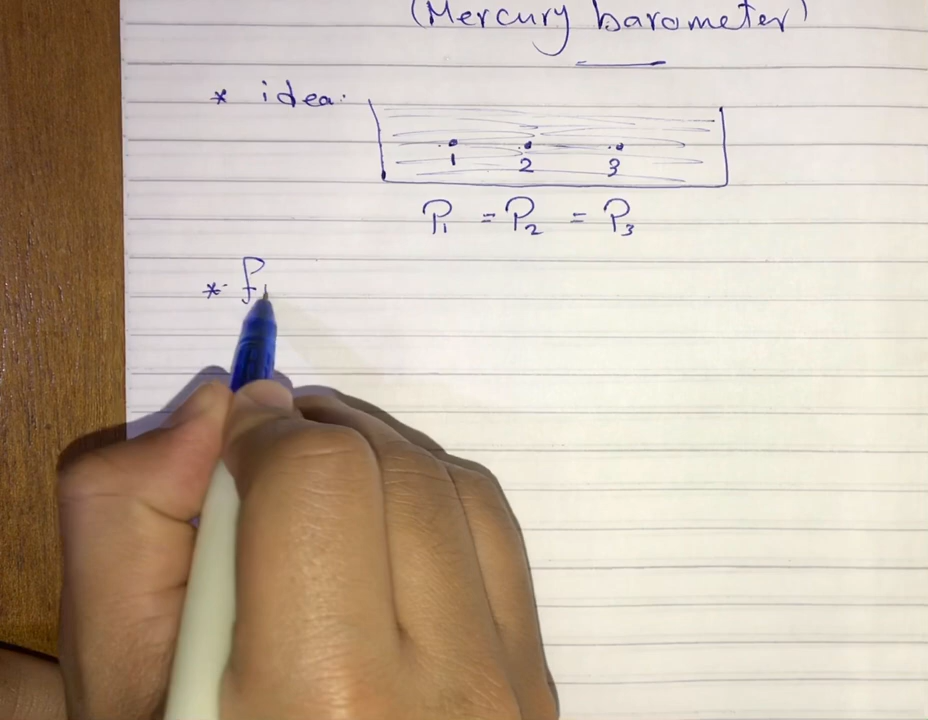 (Mercury barometer)
* idea:
1 2 3
P₁ = P₂ = P₃
*